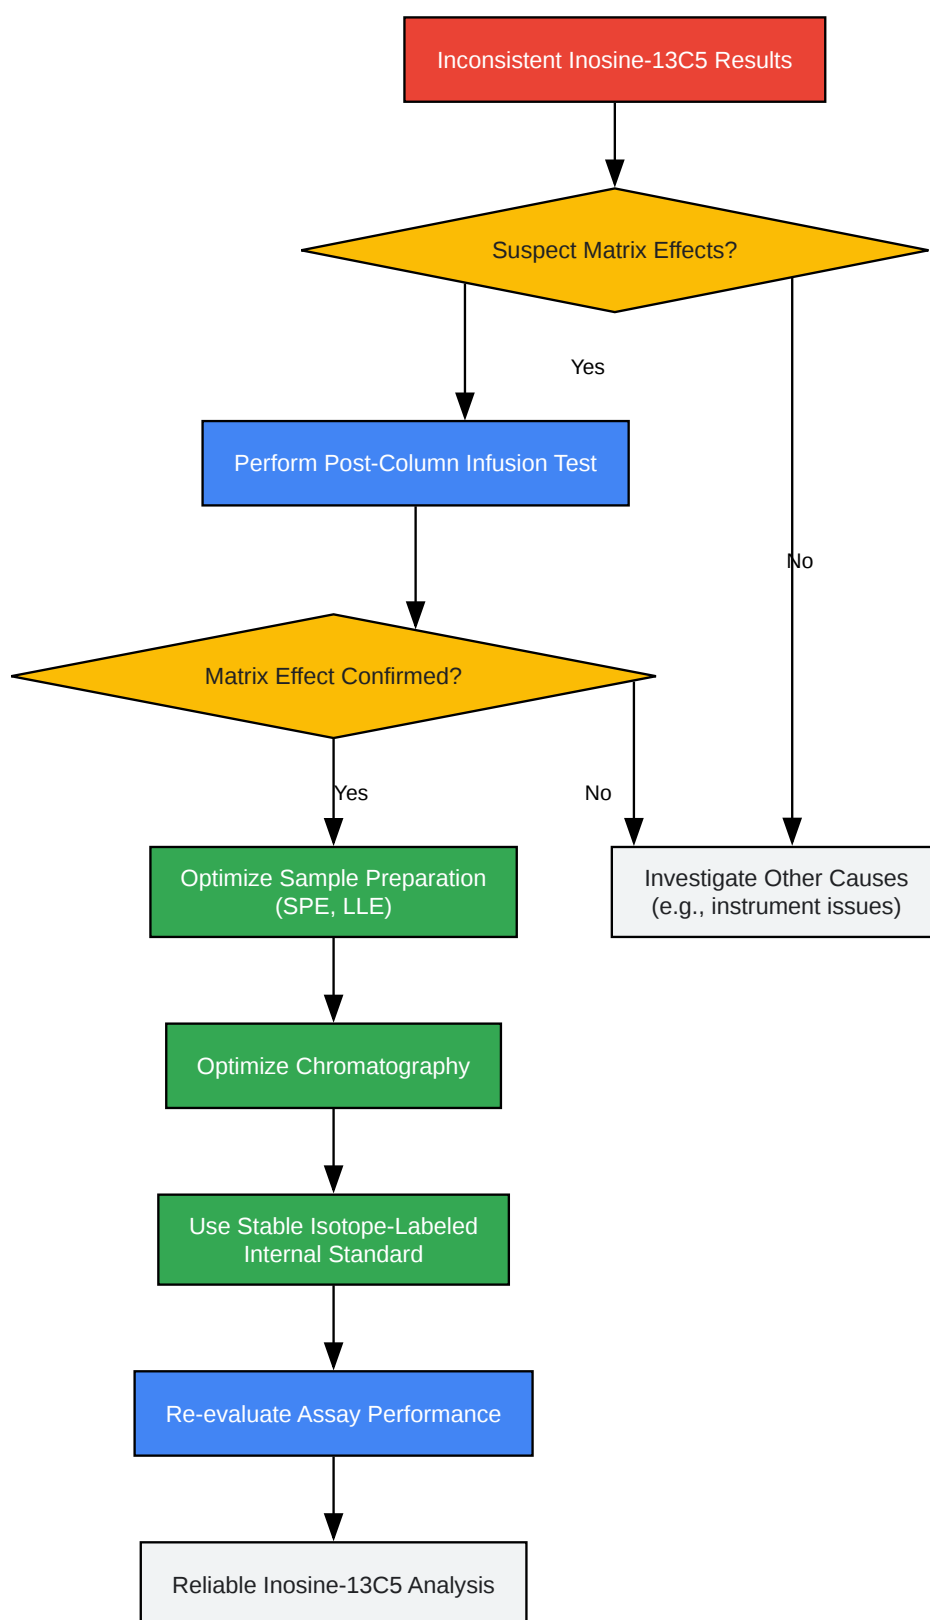 Inconsistent Inosine-13C5 Results
Suspect Matrix Effects?
Yes
Perform Post-Column Infusion Test
No
Matrix Effect Confirmed?
Yes
No
Optimize Sample Preparation
(SPE, LLE)
Investigate Other Causes
(e.g., instrument issues)
Optimize Chromatography
Use Stable Isotope-Labeled
Internal Standard
Re-evaluate Assay Performance
Reliable Inosine-13C5 Analysis